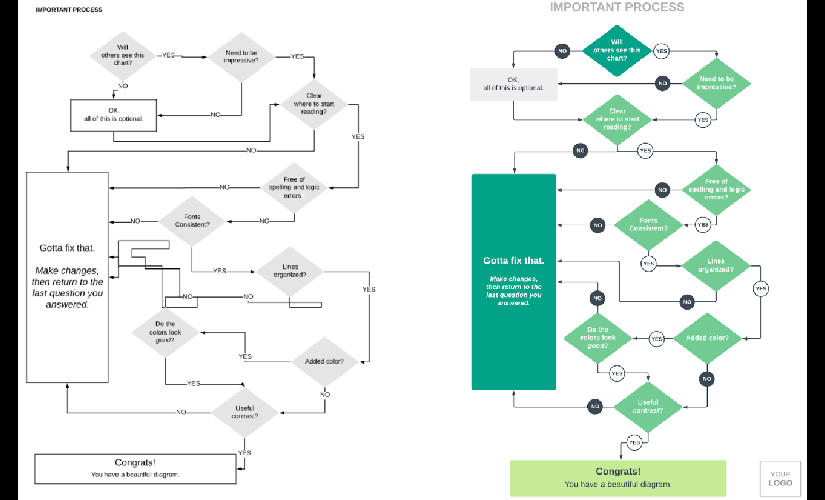 IMPORTANT PROCESS
Will
others see this
chart?
YES
Need to be
impressive?
YES
NO
OK,
all of this is optional.
NO
Clear
where to start
reading?
YES
NO
Free of
spelling and logic
errors
NO
Fonts
Consistent?
NO
NO
Gotta fix that.
Make changes,
then return to the
last question you
answered.
YES
Lines
organized?
YES
NO
NO
Do the
colors look
good?
YES
Added color?
YES
NO
Useful
contrast?
NO
YES
Congrats!
You have a beautiful diagram.
IMPORTANT PROCESS
Will
others see this
chart?
NO
YES
OK,
all of this is optional.
NO
Need to be
impressive?
Clear
where to start
reading?
YES
NO
YES
Free of
spelling and logic
errors?
NO
Fonts
Consistent?
NO
YES
Gotta fix that.
Make changes,
then return to the
last question you
answered.
YES
Lines
organized?
YES
NO
NO
Do the
colors look
good?
YES
Added color?
YES
NO
Useful
contrast?
NO
YES
Congrats!
You have a beautiful diagram.
YOUR
LOGO